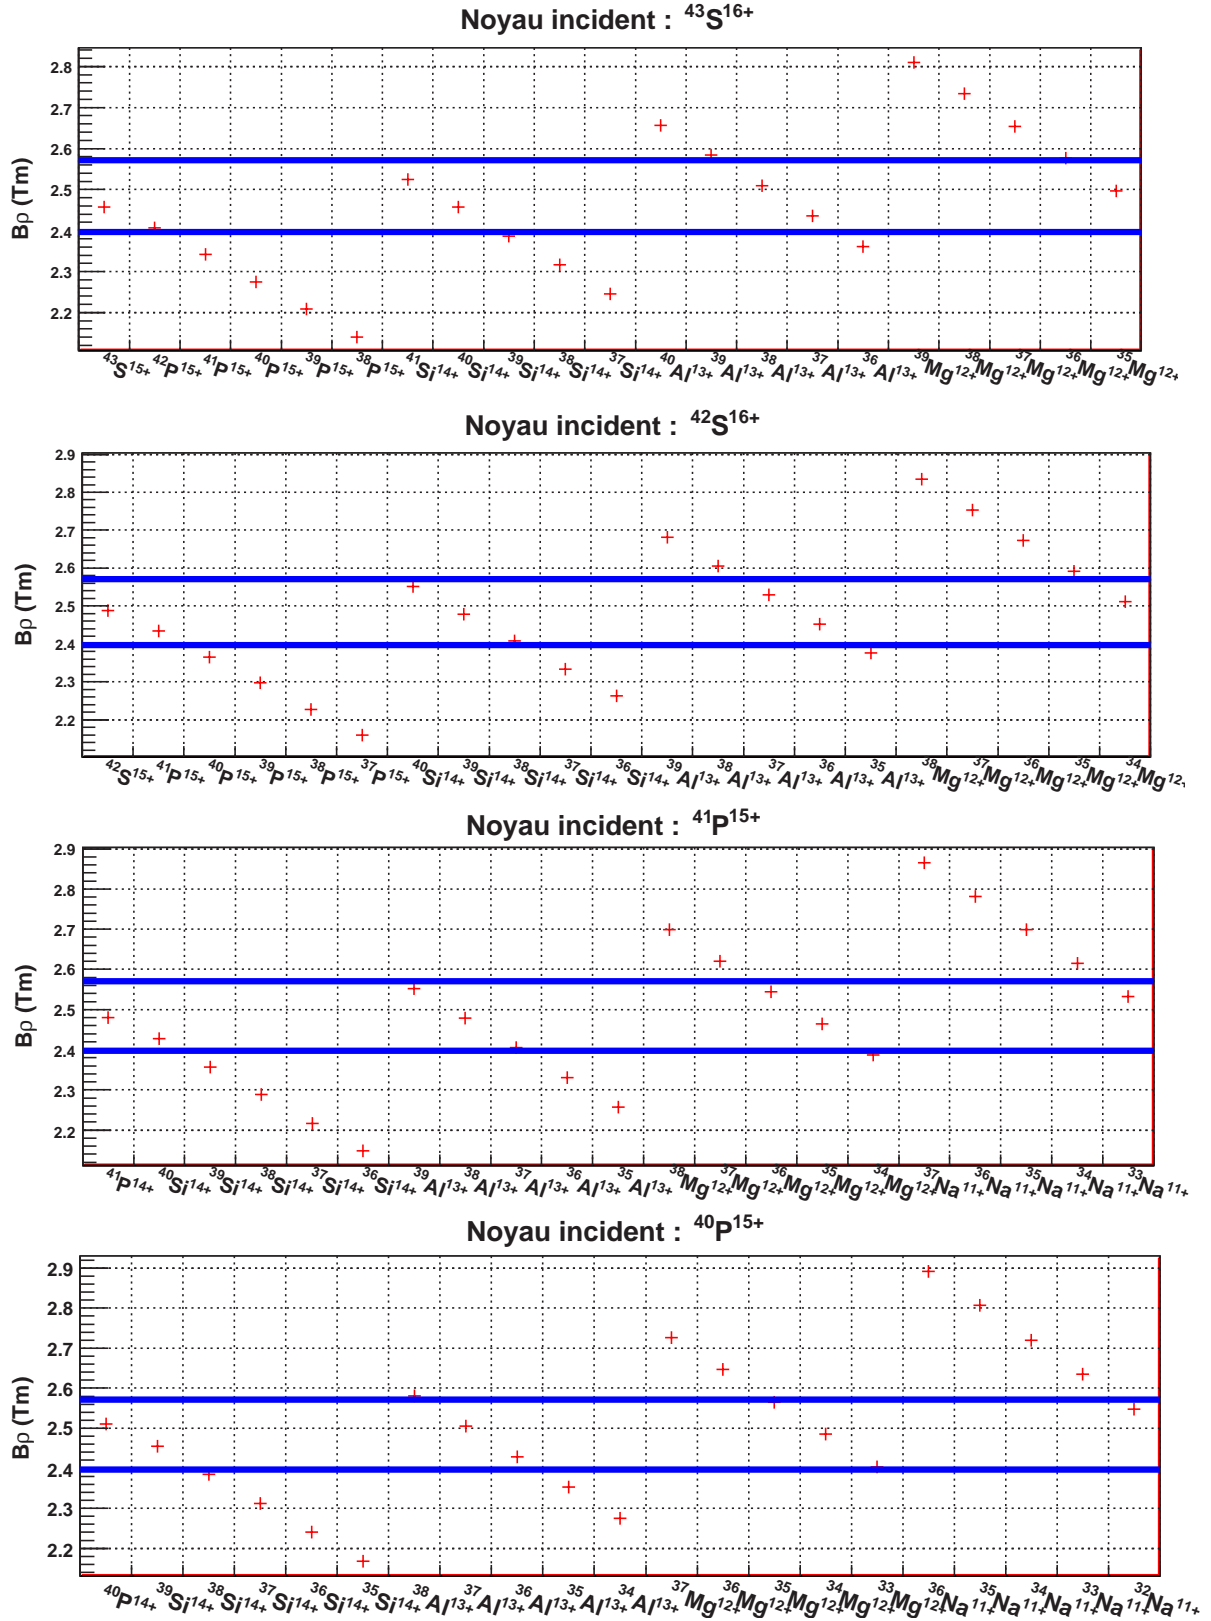 Noyau incident : ⁴³S¹⁶⁺
Bρ (Tm)
2.8
2.7
2.6
2.5
2.4
2.3
2.2
⁴³S¹⁵⁺ ⁴²P¹⁵⁺ ⁴¹P¹⁵⁺ ⁴⁰P¹⁵⁺ ³⁹P¹⁵⁺ ³⁸P¹⁵⁺ ⁴¹Si¹⁴⁺ ⁴⁰Si¹⁴⁺ ³⁹Si¹⁴⁺ ³⁸Si¹⁴⁺ ³⁷Si¹⁴⁺ ⁴⁰Al¹³⁺ ³⁹Al¹³⁺ ³⁸Al¹³⁺ ³⁷Al¹³⁺ ³⁶Al¹³⁺ ³⁹Mg¹²⁺ ³⁸Mg¹²⁺ ³⁷Mg¹²⁺ ³⁶Mg¹²⁺ ³⁵Mg¹²⁺
Noyau incident : ⁴²S¹⁶⁺
Bρ (Tm)
2.9
2.8
2.7
2.6
2.5
2.4
2.3
2.2
⁴²S¹⁵⁺ ⁴¹P¹⁵⁺ ⁴⁰P¹⁵⁺ ³⁹P¹⁵⁺ ³⁸P¹⁵⁺ ³⁷P¹⁵⁺ ⁴⁰Si¹⁴⁺ ³⁹Si¹⁴⁺ ³⁸Si¹⁴⁺ ³⁷Si¹⁴⁺ ³⁶Si¹⁴⁺ ³⁹Al¹³⁺ ³⁸Al¹³⁺ ³⁷Al¹³⁺ ³⁶Al¹³⁺ ³⁵Al¹³⁺ ³⁸Mg¹²⁺ ³⁷Mg¹²⁺ ³⁶Mg¹²⁺ ³⁵Mg¹²⁺ ³⁴Mg¹²⁺
Noyau incident : ⁴¹P¹⁵⁺
Bρ (Tm)
2.9
2.8
2.7
2.6
2.5
2.4
2.3
2.2
⁴¹P¹⁴⁺ ⁴⁰Si¹⁴⁺ ³⁹Si¹⁴⁺ ³⁸Si¹⁴⁺ ³⁷Si¹⁴⁺ ³⁶Si¹⁴⁺ ³⁹Al¹³⁺ ³⁸Al¹³⁺ ³⁷Al¹³⁺ ³⁶Al¹³⁺ ³⁵Al¹³⁺ ³⁸Mg¹²⁺ ³⁷Mg¹²⁺ ³⁶Mg¹²⁺ ³⁵Mg¹²⁺ ³⁴Mg¹²⁺ ³⁷Na¹¹⁺ ³⁶Na¹¹⁺ ³⁵Na¹¹⁺ ³⁴Na¹¹⁺ ³³Na¹¹⁺
Noyau incident : ⁴⁰P¹⁵⁺
Bρ (Tm)
2.9
2.8
2.7
2.6
2.5
2.4
2.3
2.2
⁴⁰P¹⁴⁺ ³⁹Si¹⁴⁺ ³⁸Si¹⁴⁺ ³⁷Si¹⁴⁺ ³⁶Si¹⁴⁺ ³⁵Si¹⁴⁺ ³⁸Al¹³⁺ ³⁷Al¹³⁺ ³⁶Al¹³⁺ ³⁵Al¹³⁺ ³⁴Al¹³⁺ ³⁷Mg¹²⁺ ³⁶Mg¹²⁺ ³⁵Mg¹²⁺ ³⁴Mg¹²⁺ ³³Mg¹²⁺ ³⁶Na¹¹⁺ ³⁵Na¹¹⁺ ³⁴Na¹¹⁺ ³³Na¹¹⁺ ³²Na¹¹⁺